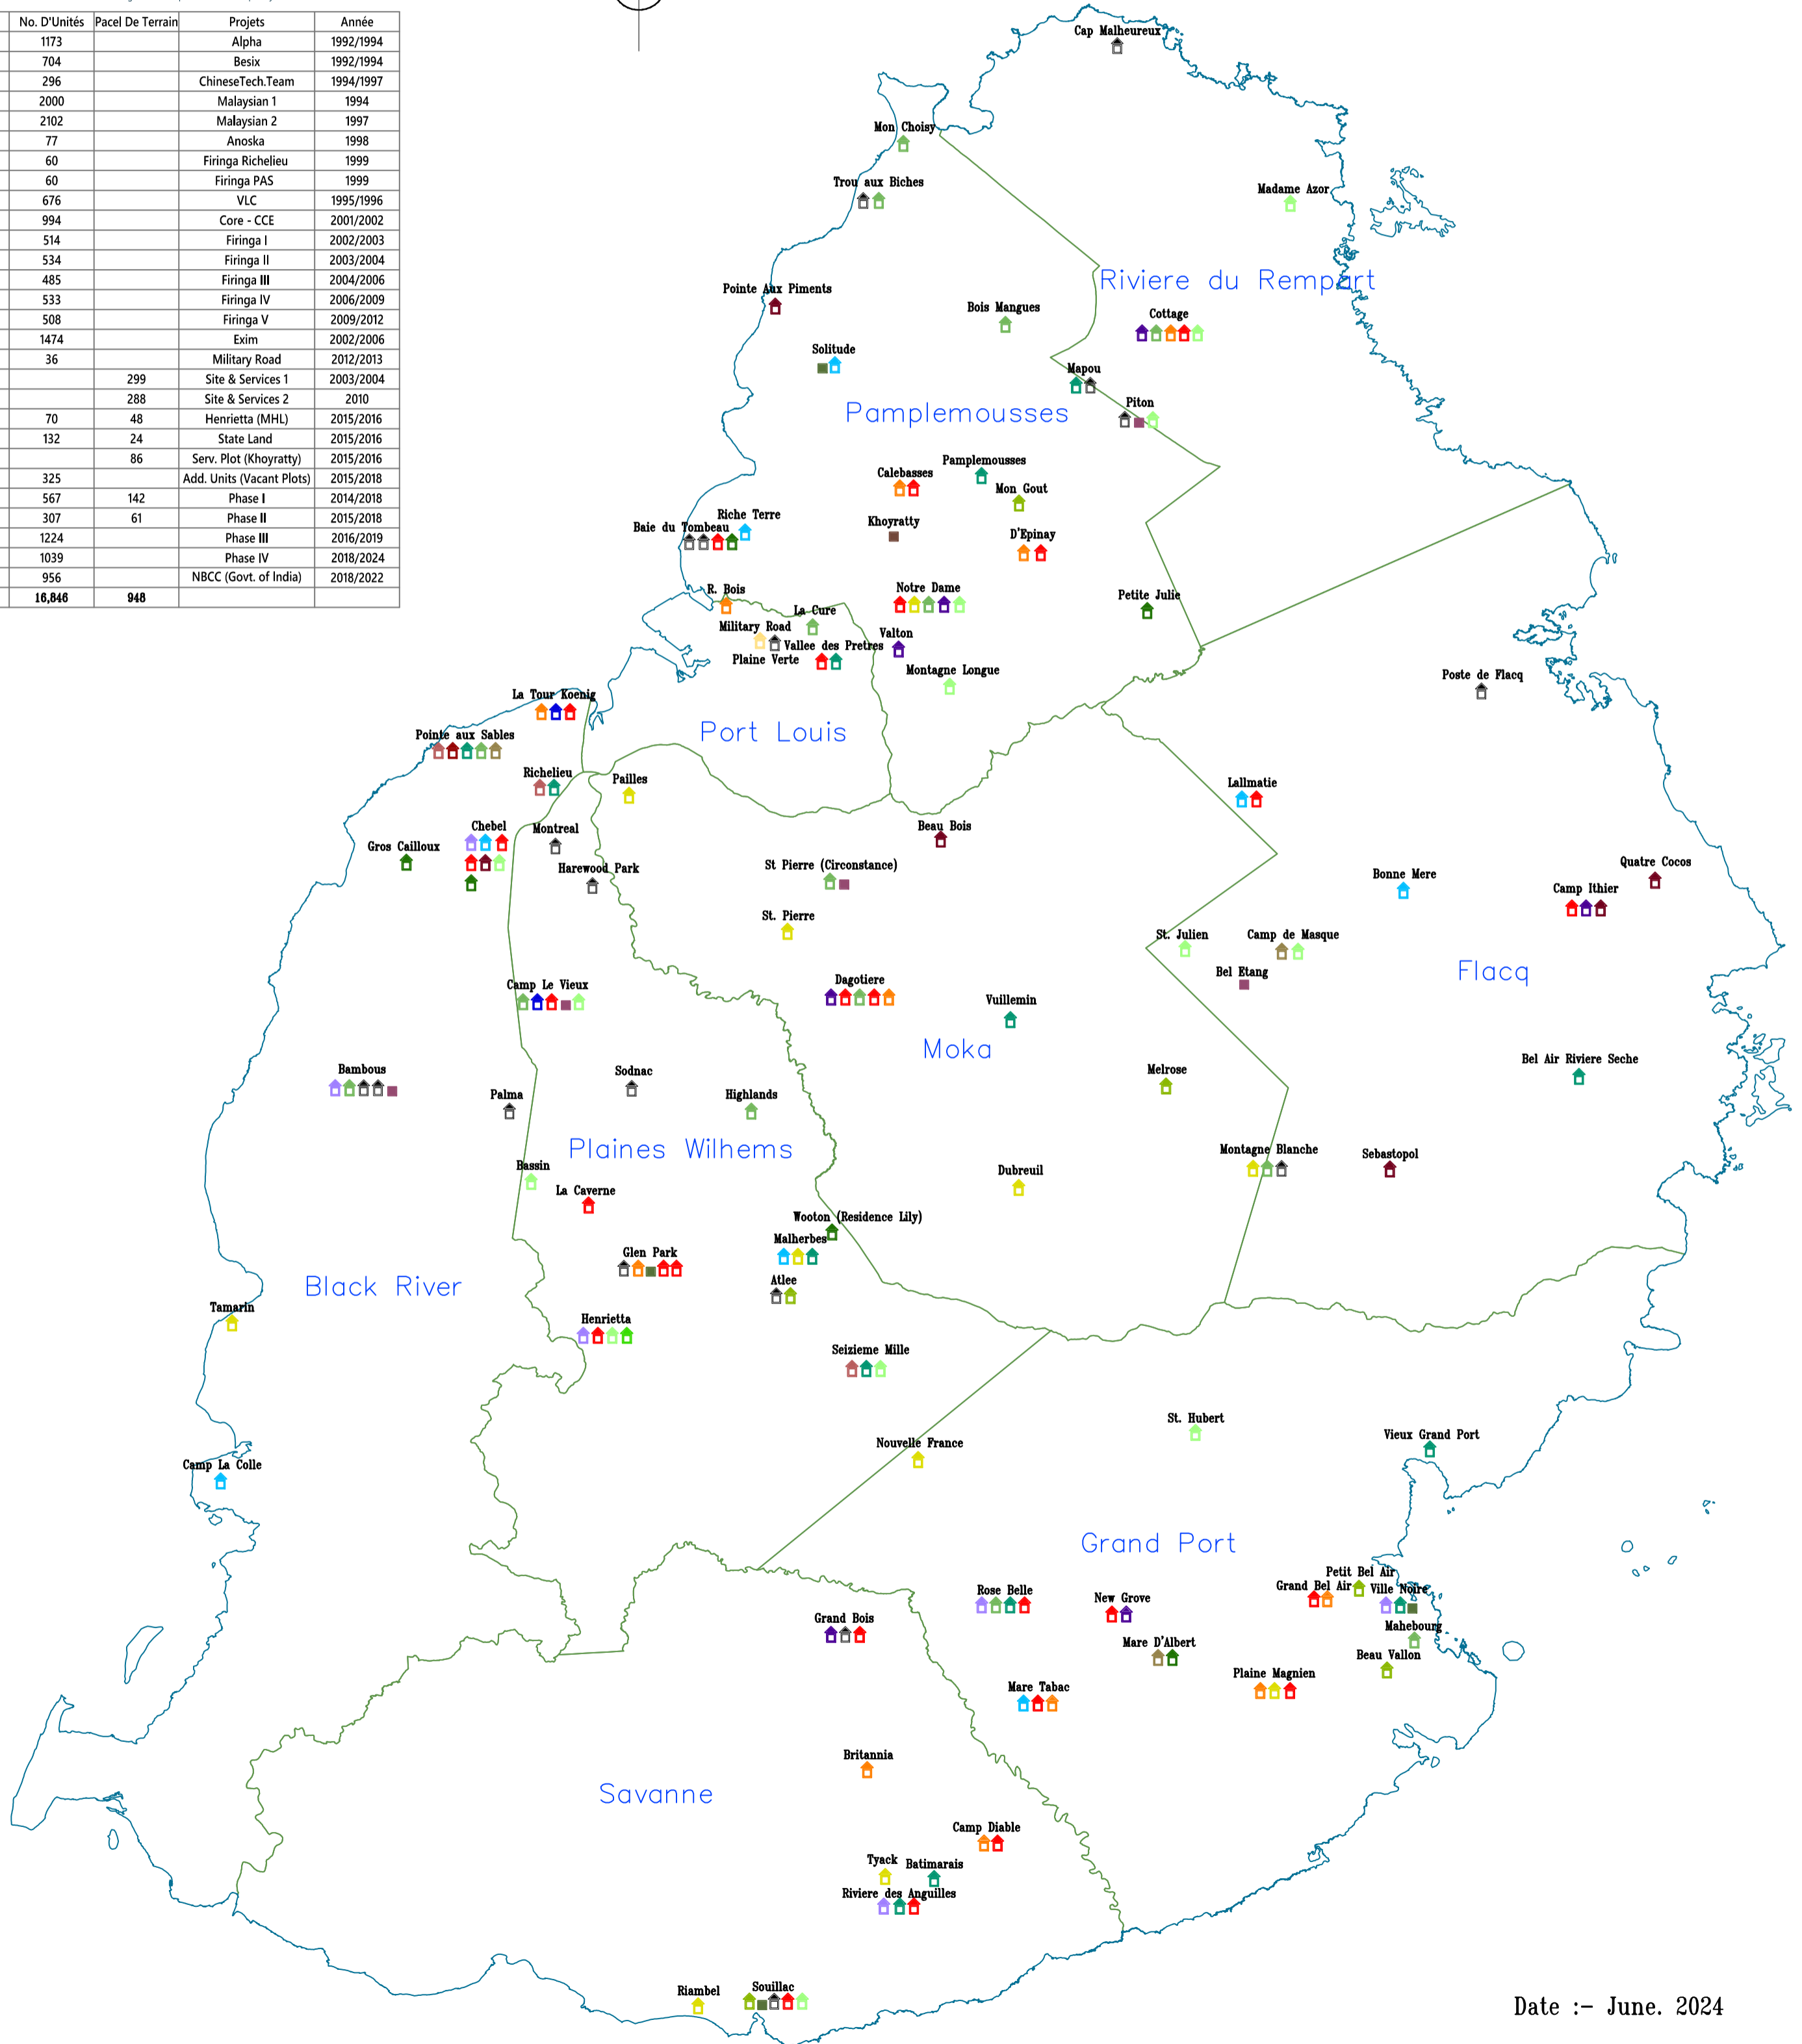 No. D'Unités Pacel De Terrain Projets Année
1173 Alpha 1992/1994
704 Besix 1992/1994
296 ChineseTech.Team 1994/1997
2000 Malaysian 1 1994
2102 Malaysian 2 1997
77 Anoska 1998
60 Firinga Richelieu 1999
60 Firinga PAS 1999
676 VLC 1995/1996
994 Core - CCE 2001/2002
514 Firinga I 2002/2003
534 Firinga II 2003/2004
485 Firinga III 2004/2006
533 Firinga IV 2006/2009
508 Firinga V 2009/2012
1474 Exim 2002/2006
36 Military Road 2012/2013
299 Site & Services 1 2003/2004
288 Site & Services 2 2010
70 48 Henrietta (MHL) 2015/2016
132 24 State Land 2015/2016
86 Serv. Plot (Khoyratty) 2015/2016
325 Add. Units (Vacant Plots) 2015/2018
567 142 Phase I 2014/2018
307 61 Phase II 2015/2018
1224 Phase III 2016/2019
1039 Phase IV 2018/2024
956 NBCC (Govt. of India) 2018/2022
16,846 948
Cap Malheureux
Mon Choisy
Trou aux Biches
Madame Azor
Riviere du Rempart
Pointe Aux Piments
Bois Mangues
Cottage
Solitude
Mapou
Piton
Pamplemousses
Calebasses
Pamplemousses
Mon Gout
Riche Terre
Baie du Tombeau
Khoyratty
D'Epinay
R. Bois
Notre Dame
Petite Julie
La Cure
Military Road
Vallee des Pretres
Valton
Plaine Verte
Montagne Longue
Poste de Flacq
La Tour Koenig
Port Louis
Pointe aux Sables
Richelieu
Pailles
Lallmatie
Chebel
Montreal
Beau Bois
Gros Cailloux
Harewood Park
St Pierre (Circonstance)
Quatre Cocos
Bonne Mere
Camp Ithier
St. Pierre
St. Julien
Camp de Masque
Bel Etang
Flacq
Camp Le Vieux
Dagotiere
Vuillemin
Moka
Bel Air Riviere Seche
Bambous
Sodnac
Melrose
Palma
Highlands
Plaines Wilhems
Montagne Blanche
Sebastopol
Bassin
Dubreuil
La Caverne
Wooton (Residence Lily)
Malherbes
Glen Park
Black River
Atlee
Tamarin
Henrietta
Seizieme Mille
St. Hubert
Vieux Grand Port
Nouvelle France
Camp La Colle
Grand Port
Petit Bel Air
Grand Bel Air
Ville Noire
Rose Belle
New Grove
Grand Bois
Mahebourg
Mare D'Albert
Beau Vallon
Plaine Magnien
Mare Tabac
Britannia
Savanne
Camp Diable
Tyack
Batimarais
Riviere des Anguilles
Riambel
Souillac
Date :- June. 2024